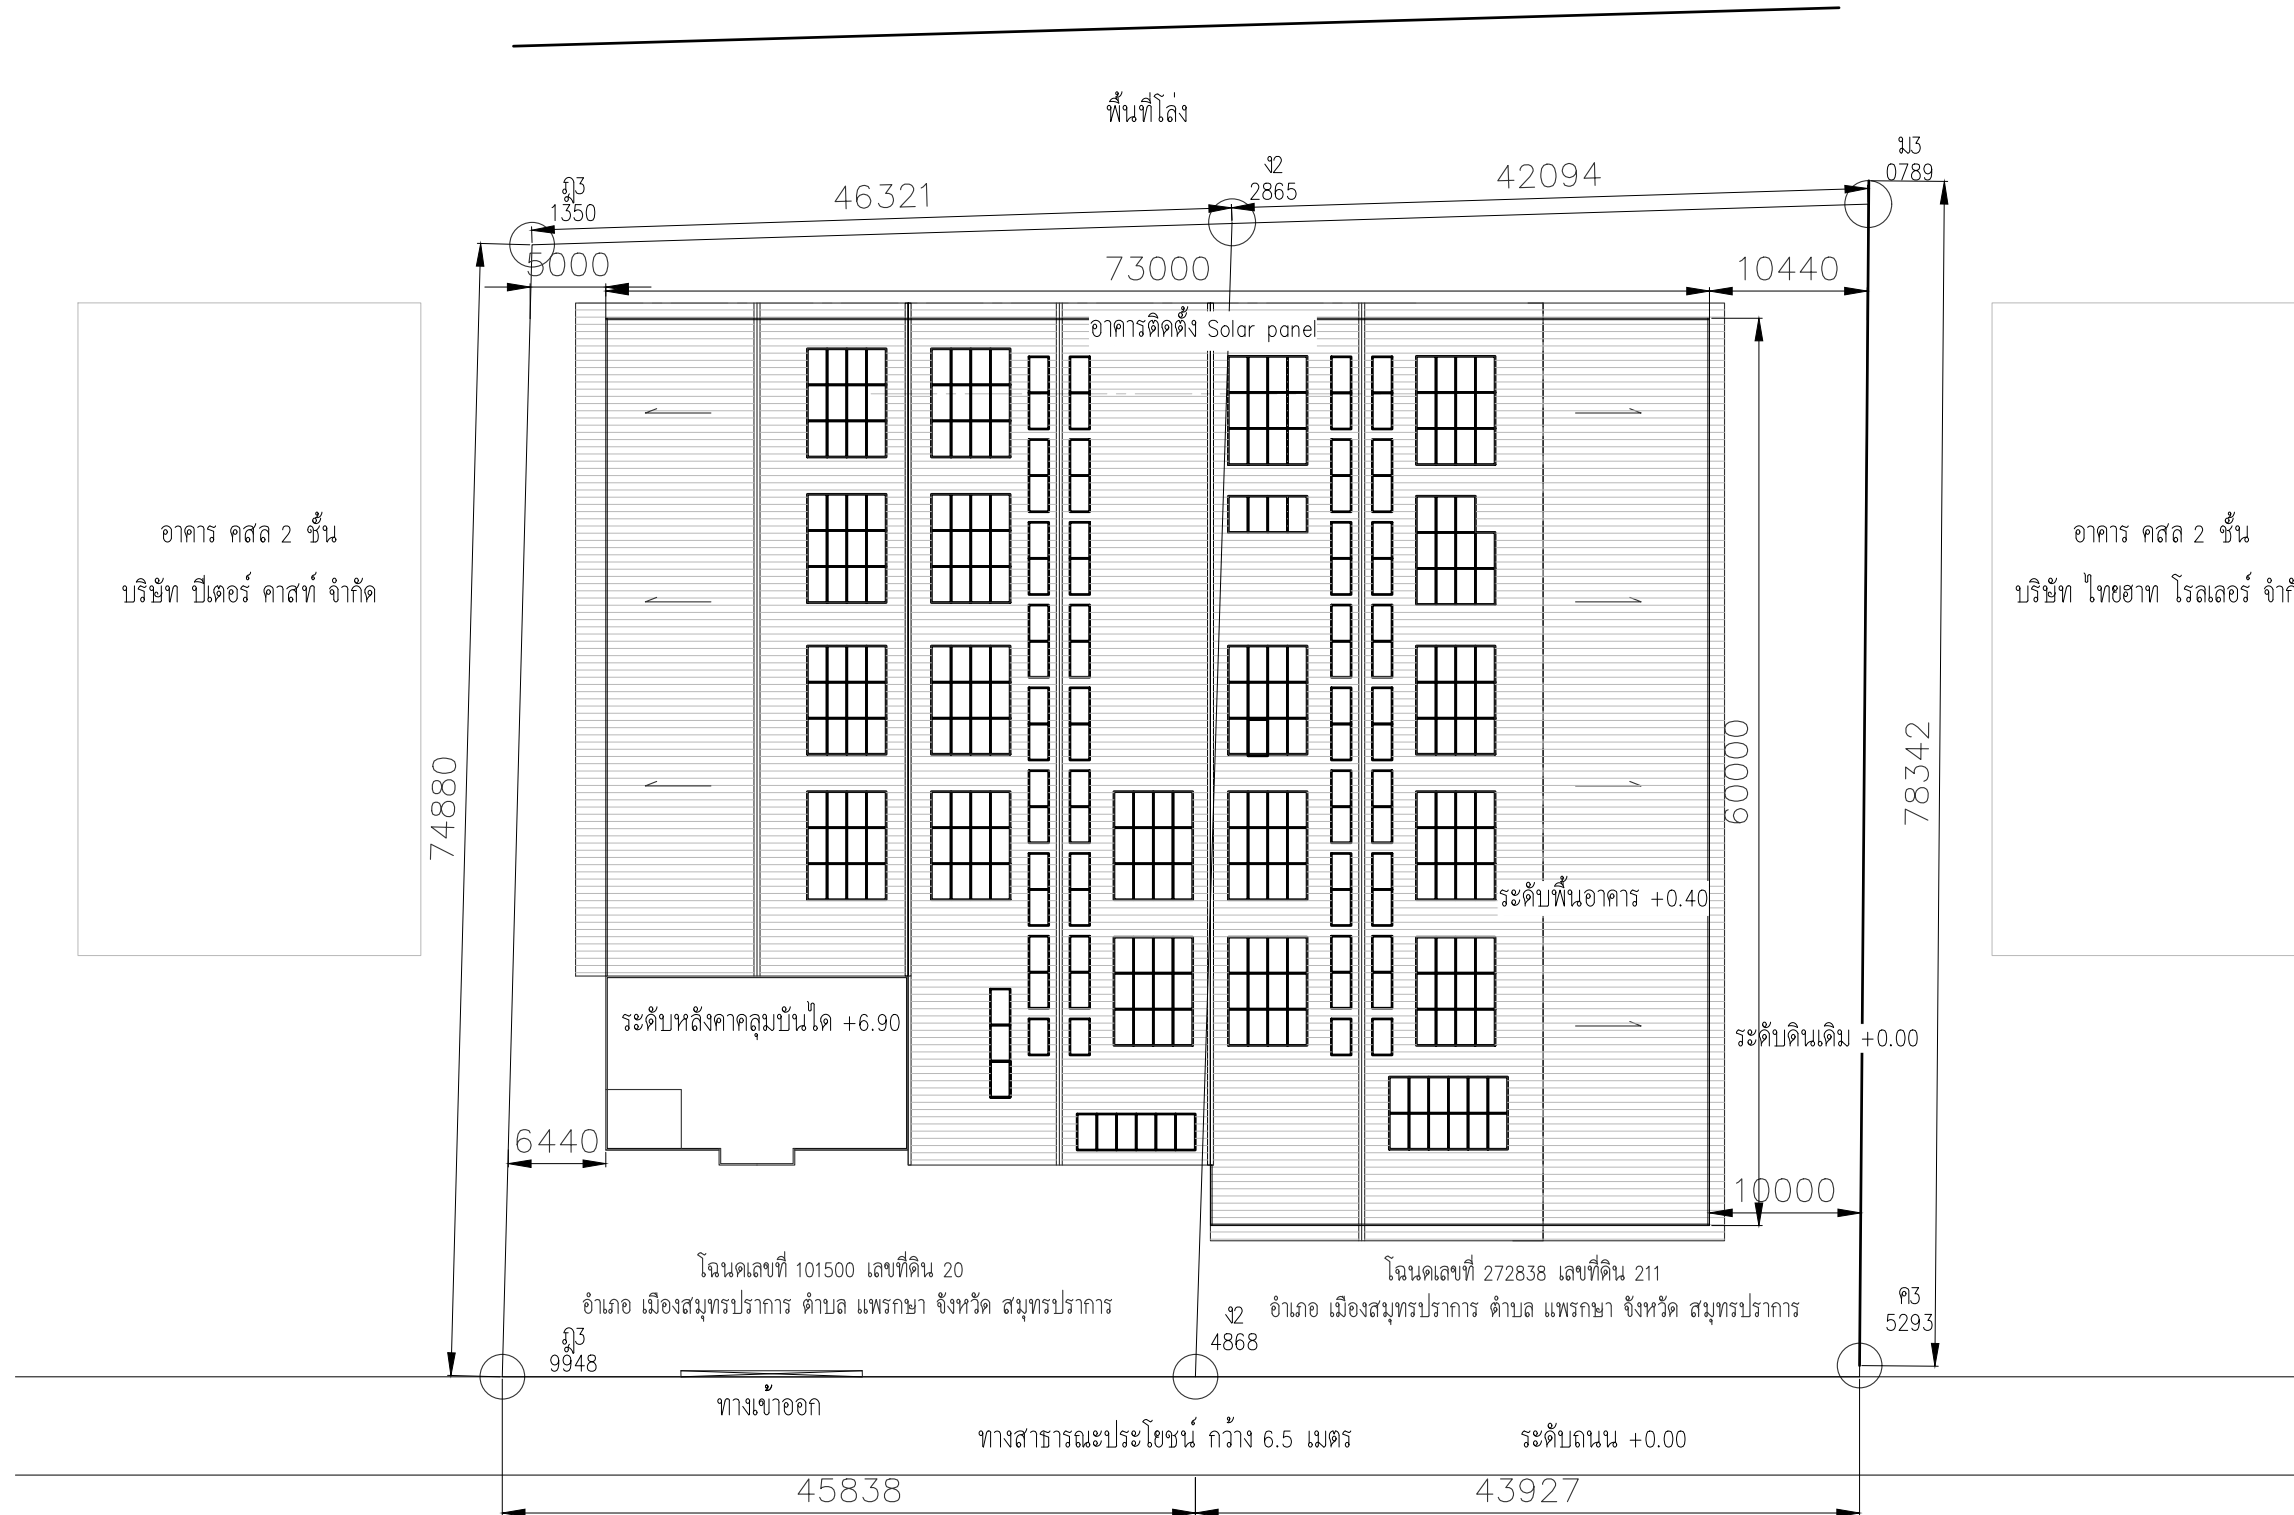 พื้นที่โล่ง
ม3
0789
ง2
2865
42094
ฎ3
1350
46321
5000
73000
10440
อาคารติดตั้ง Solar panel
อาคาร คสล 2 ชั้น
บริษัท ปีเตอร์ คาสท์ จำกัด
อาคาร คสล 2 ชั้น
บริษัท ไทยฮาท โรลเลอร์
74880
60000
78342
ระดับพื้นอาคาร +0.40
ระดับหลังคาคลุมบันได +6.90
ระดับดินเดิม +0.00
6440
10000
โฉนดเลขที่ 101500 เลขที่ดิน 20
อำเภอ เมืองสมุทรปราการ ตำบล แพรกษา จังหวัด สมุทรปราการ
โฉนดเลขที่ 272838 เลขที่ดิน 211
อำเภอ เมืองสมุทรปราการ ตำบล แพรกษา จังหวัด สมุทรปราการ
ค3
5293
ง2
4868
ฎ3
9948
ทางเข้าออก
ทางสาธารณะประโยชน์ กว้าง 6.5 เมตร
ระดับถนน +0.00
45838
43927